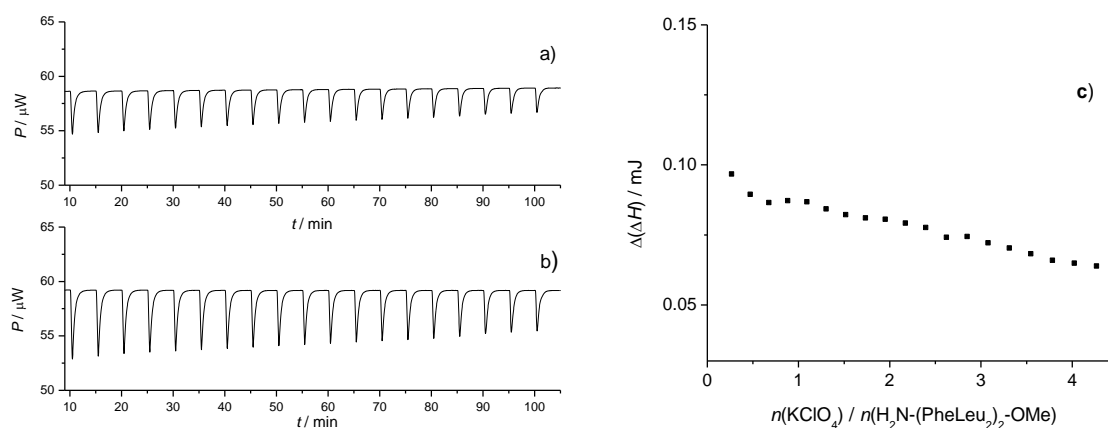 a)
65
60
55
50
P / μW
10 20 30 40 50 60 70 80 90 100
t / min
b)
65
60
55
50
P / μW
10 20 30 40 50 60 70 80 90 100
t / min
c)
0.15
0.10
0.05
Δ(ΔH) / mJ
0 1 2 3 4
n(KClO₄) / n(H₂N-(PheLeu₂)₂-OMe)